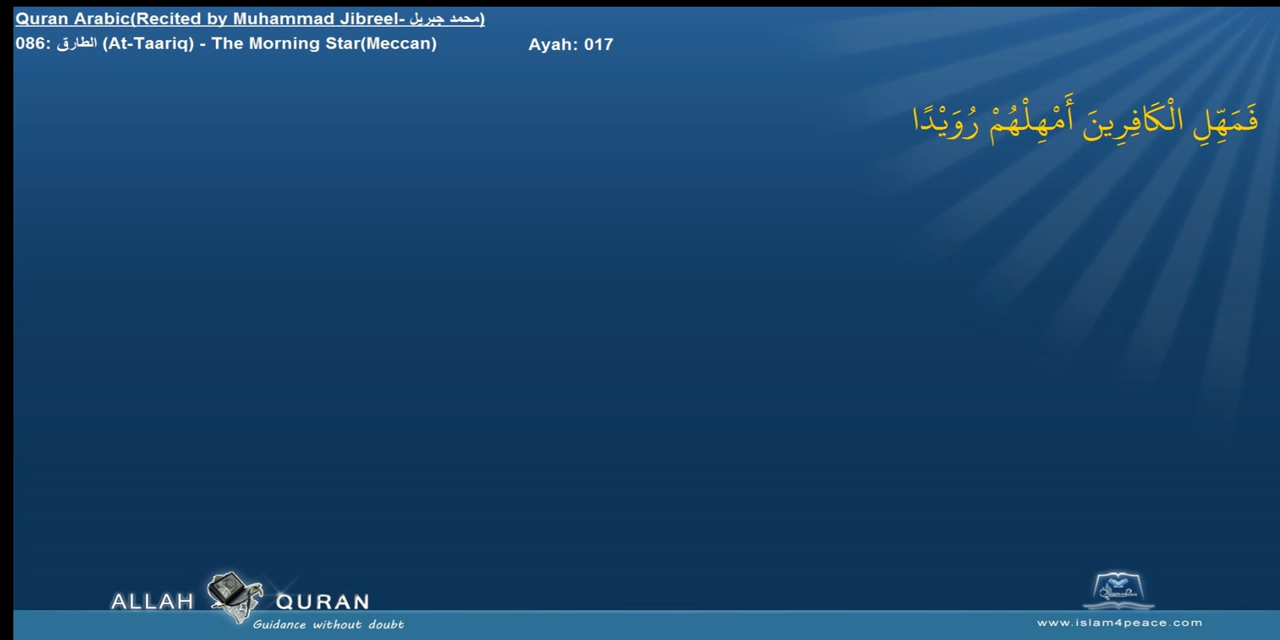 Quran Arabic(Recited by Muhammad Jibreel- محمد جبريل)
086: الطارق (At-Taariq) - The Morning Star(Meccan) Ayah: 017
فَمَهِّلِ الْكَافِرِينَ أَمْهِلْهُمْ رُوَيْدًا
ALLAH QURAN
Guidance without doubt
www.islam4peace.com